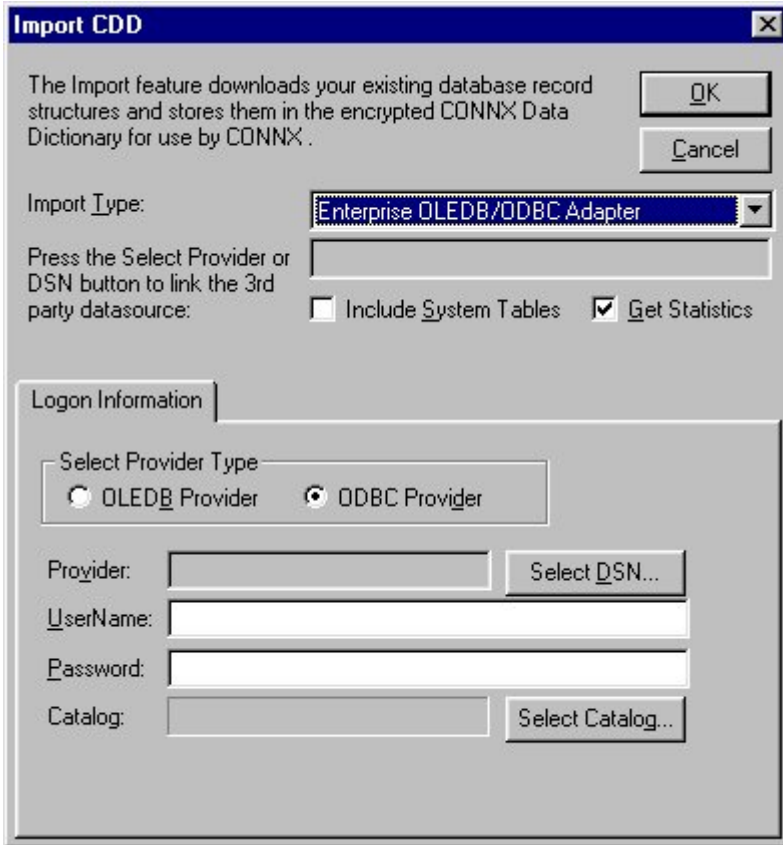 Import CDD
The Import feature downloads your existing database record
structures and stores them in the encrypted CONNX Data
Dictionary for use by CONNX .
OK
Cancel
Import Type:
Enterprise OLEDB/ODBC Adapter
Press the Select Provider or
DSN button to link the 3rd
party datasource:
Include System Tables
Get Statistics
Logon Information
Select Provider Type
OLEDB Provider
ODBC Provider
Provider:
Select DSN...
UserName:
Password:
Catalog:
Select Catalog...